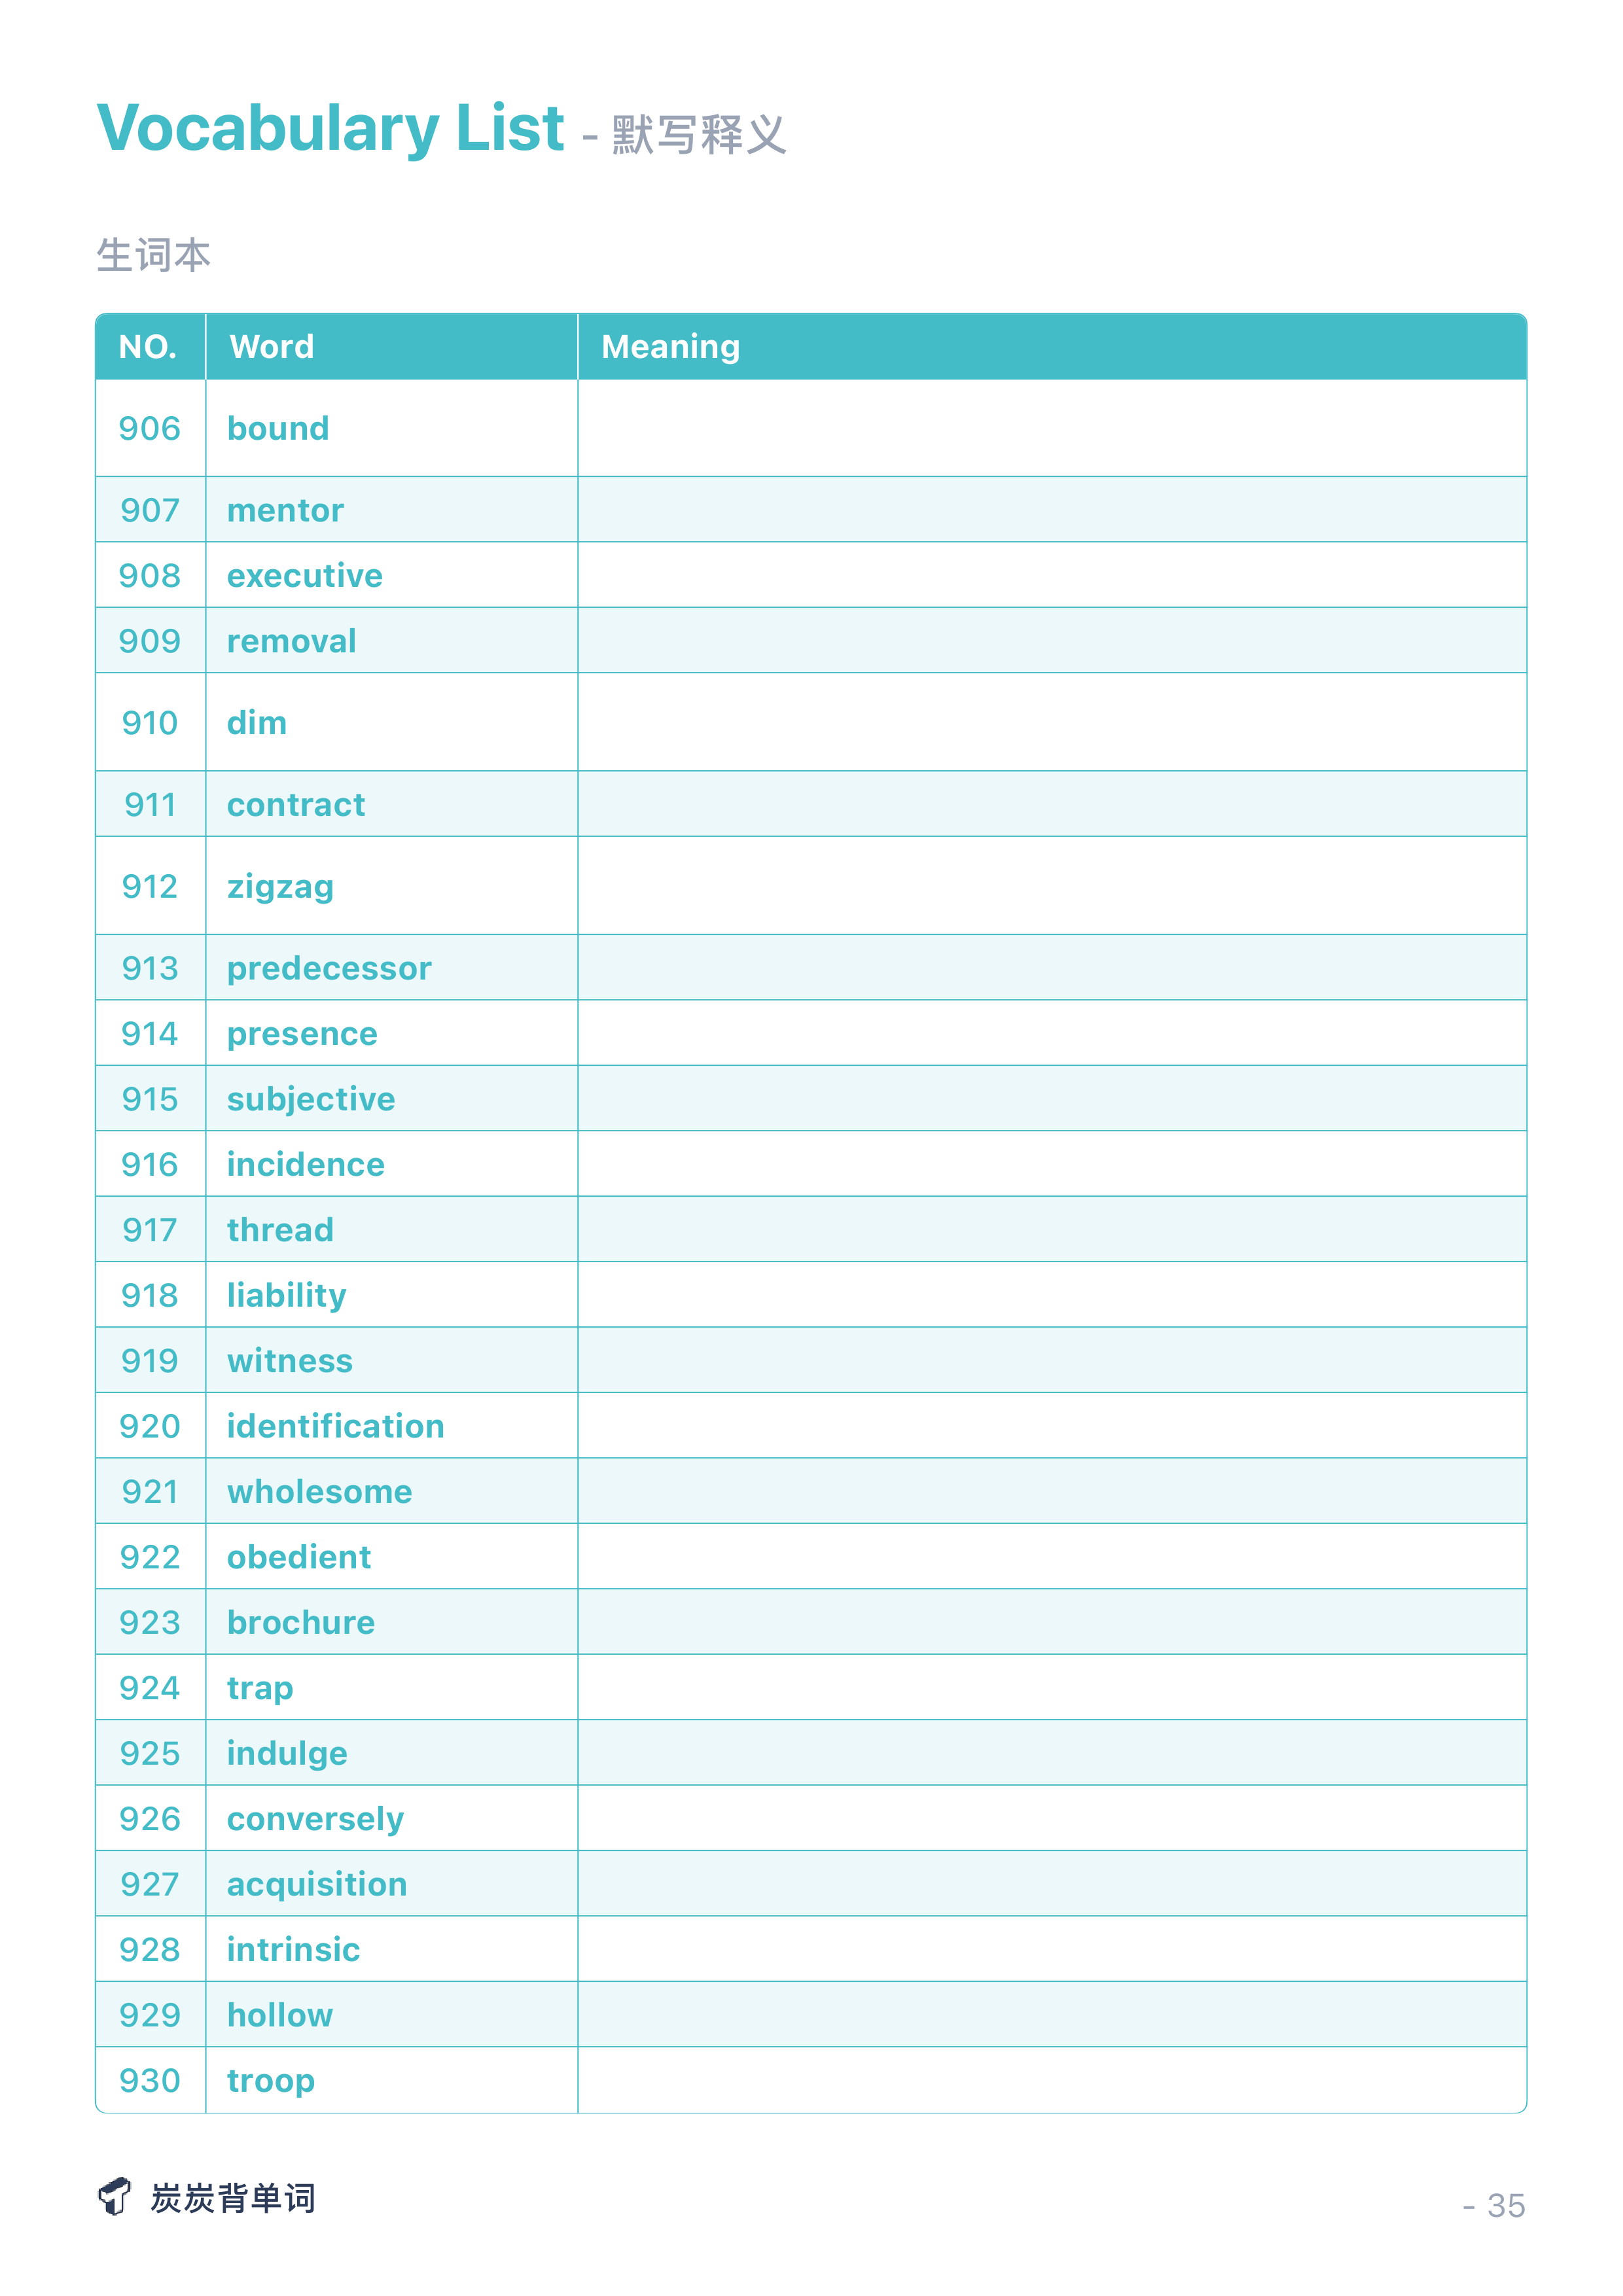 Vocabulary List - 默写释义
生词本
NO. Word Meaning
906 bound
907 mentor
908 executive
909 removal
910 dim
911 contract
912 zigzag
913 predecessor
914 presence
915 subjective
916 incidence
917 thread
918 liability
919 witness
920 identification
921 wholesome
922 obedient
923 brochure
924 trap
925 indulge
926 conversely
927 acquisition
928 intrinsic
929 hollow
930 troop
炭炭背单词
- 35